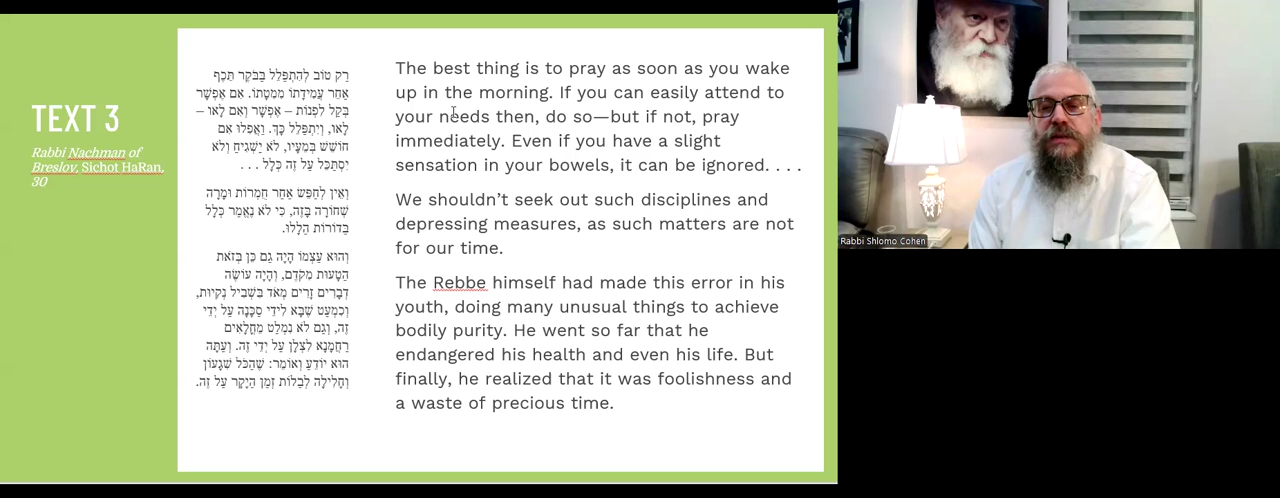 TEXT 3
Rabbi Nachman of
Breslov, Sichot HaRan,
30
רַק טוֹב לְהִתְפַּלֵּל בַּבֹּקֶר תֵּכֶף
אַחַר עֲמִידָתוֹ מִמִּטָּתוֹ. אִם אֶפְשָׁר
בְּקַל לִפְנוֹת – אֶפְשָׁר וְאִם לָאו –
לָאו, וְיִתְפַּלֵּל כָּךְ. וַאֲפִלּוּ אִם
חוֹשֵׁשׁ בְּמֵעָיו, לֹא יַשְׁגִּיחַ וְלֹא
יִסְתַּכֵּל עַל זֶה כְּלָל . . .
וְאֵין לְחַפֵּשׂ אַחַר חֻמְרוֹת וּמָרָה
שְׁחוֹרָה בָּזֶה, כִּי לֹא נֶאֱמַר כְּלָל
בַּדּוֹרוֹת הַלָּלוּ.
וְהוּא עַצְמוֹ הָיָה גַּם כֵּן בְּזֹאת
הַטָּעוּת מִקֹּדֶם, וְהָיָה עוֹשֶׂה
דְּבָרִים זָרִים מְאֹד בִּשְׁבִיל נְקִיּוּת,
וְכִמְעַט שֶׁבָּא לִידֵי סַכָּנָה עַל יְדֵי
זֶה, וְגַם לֹא נִמְלַט מֵחֳלָאִים
רַחֲמָנָא לִצְלָן עַל יְדֵי זֶה. וְעַתָּה
הוּא יוֹדֵעַ וְאוֹמֵר: שֶׁהַכֹּל שִׁגָּעוֹן
וְחָלִילָה לְבַלּוֹת זְמַן הַיָּקָר עַל זֶה.
The best thing is to pray as soon as you wake
up in the morning. If you can easily attend to
your needs then, do so—but if not, pray
immediately. Even if you have a slight
sensation in your bowels, it can be ignored. . . .
We shouldn’t seek out such disciplines and
depressing measures, as such matters are not
for our time.
The Rebbe himself had made this error in his
youth, doing many unusual things to achieve
bodily purity. He went so far that he
endangered his health and even his life. But
finally, he realized that it was foolishness and
a waste of precious time.
Rabbi Shlomo Cohen